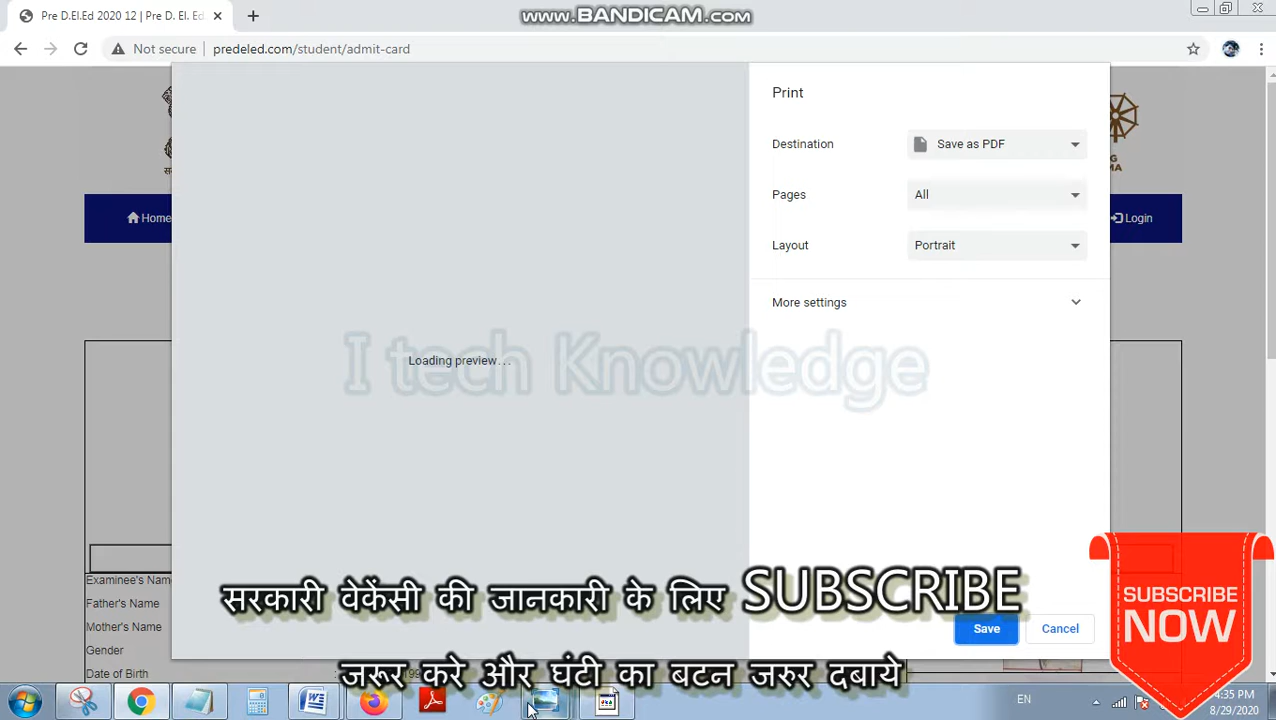 Pre D.El.Ed 2020 12 | Pre D. El. Ed.
www.BANDICAM.com
Not secure
predeled.com/student/admit-card
Print
Destination
Save as PDF
Pages
All
Layout
Portrait
More settings
Home
Login
Loading preview...
I tech Knowledge
Examinee's Name
Father's Name
Mother's Name
Gender
Date of Birth
सरकारी वेकेंसी की जानकारी के लिए SUBSCRIBE
जरूर करे और घंटी का बटन जरुर दबाये
Save
Cancel
SUBSCRIBE
NOW
EN
4:35 PM
8/29/2020